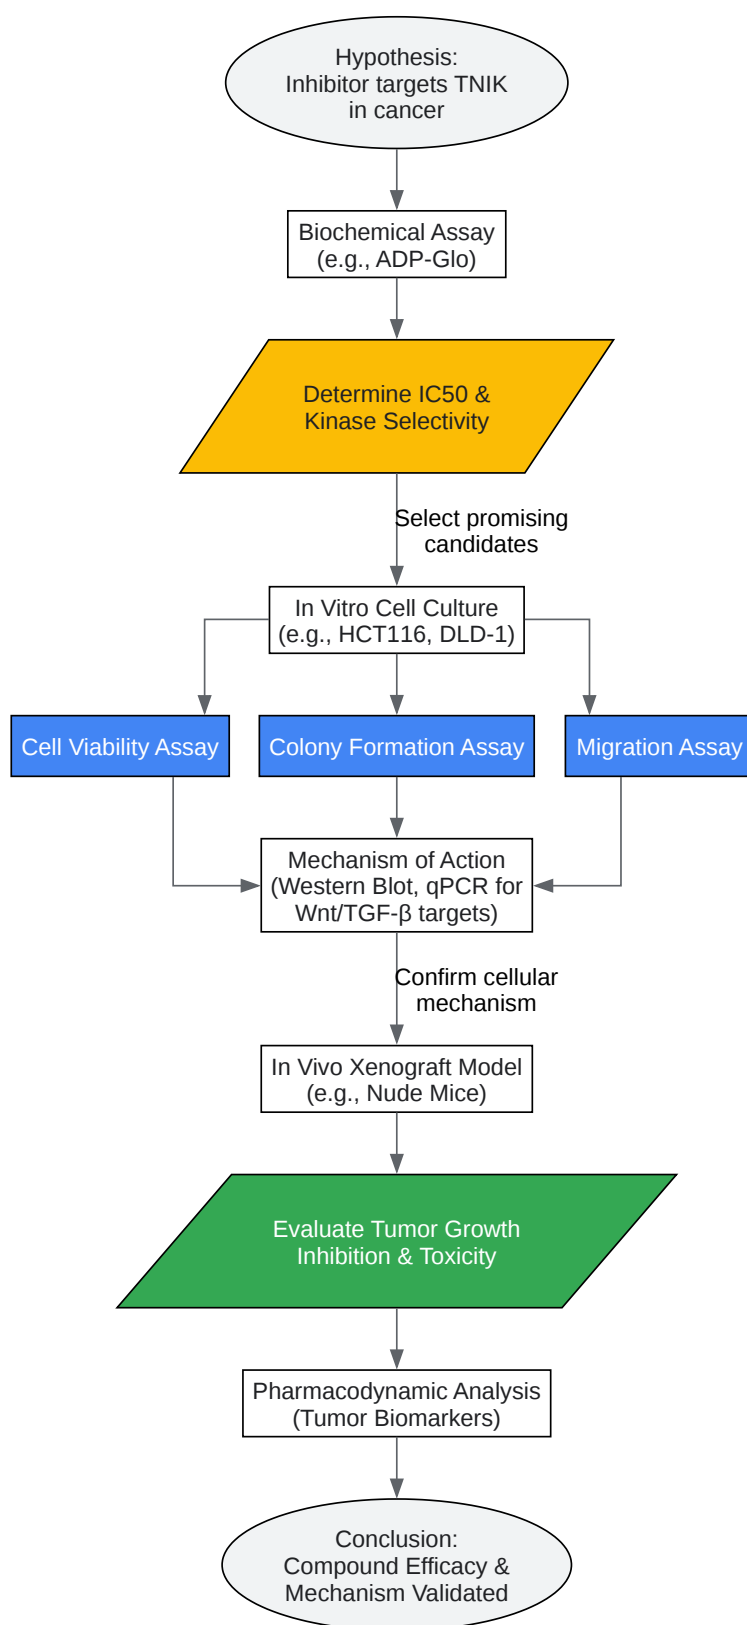 Hypothesis:
Inhibitor targets TNIK
in cancer
Biochemical Assay
(e.g., ADP-Glo)
Determine IC50 &
Kinase Selectivity
Select promising
candidates
In Vitro Cell Culture
(e.g., HCT116, DLD-1)
Cell Viability Assay
Colony Formation Assay
Migration Assay
Mechanism of Action
(Western Blot, qPCR for
Wnt/TGF-β targets)
Confirm cellular
mechanism
In Vivo Xenograft Model
(e.g., Nude Mice)
Evaluate Tumor Growth
Inhibition & Toxicity
Pharmacodynamic Analysis
(Tumor Biomarkers)
Conclusion:
Compound Efficacy &
Mechanism Validated